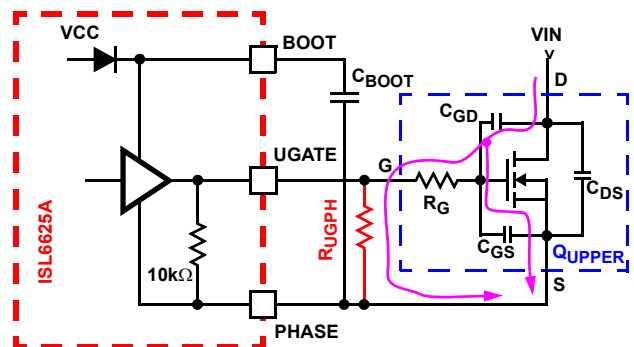 VCC
BOOT
VIN
C_BOOT
D
C_GD
UGATE
G
R_G
C_DS
ISL6625A
R_UGPH
10kΩ
C_GS
Q_UPPER
S
PHASE